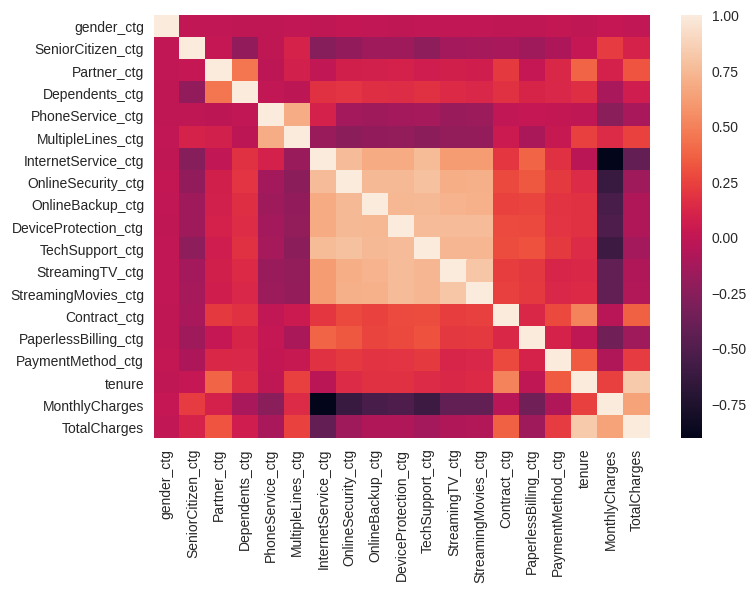 gender_ctg
SeniorCitizen_ctg
Partner_ctg
Dependents_ctg
PhoneService_ctg
MultipleLines_ctg
InternetService_ctg
OnlineSecurity_ctg
OnlineBackup_ctg
DeviceProtection_ctg
TechSupport_ctg
StreamingTV_ctg
StreamingMovies_ctg
Contract_ctg
PaperlessBilling_ctg
PaymentMethod_ctg
tenure
MonthlyCharges
TotalCharges
gender_ctg
SeniorCitizen_ctg
Partner_ctg
Dependents_ctg
PhoneService_ctg
MultipleLines_ctg
InternetService_ctg
OnlineSecurity_ctg
OnlineBackup_ctg
DeviceProtection_ctg
TechSupport_ctg
StreamingTV_ctg
StreamingMovies_ctg
Contract_ctg
PaperlessBilling_ctg
PaymentMethod_ctg
tenure
MonthlyCharges
TotalCharges
1.00
0.75
0.50
0.25
0.00
−0.25
−0.50
−0.75